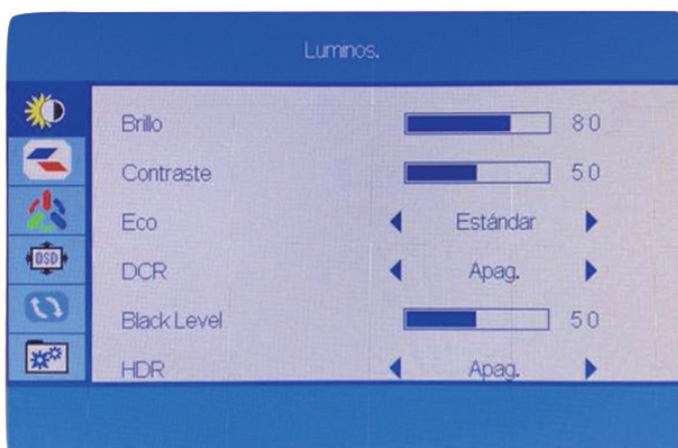 Luminos.
Brillo 80
Contraste 50
Eco Estándar
DCR Apag.
Black Level 50
HDR Apag.
OSD